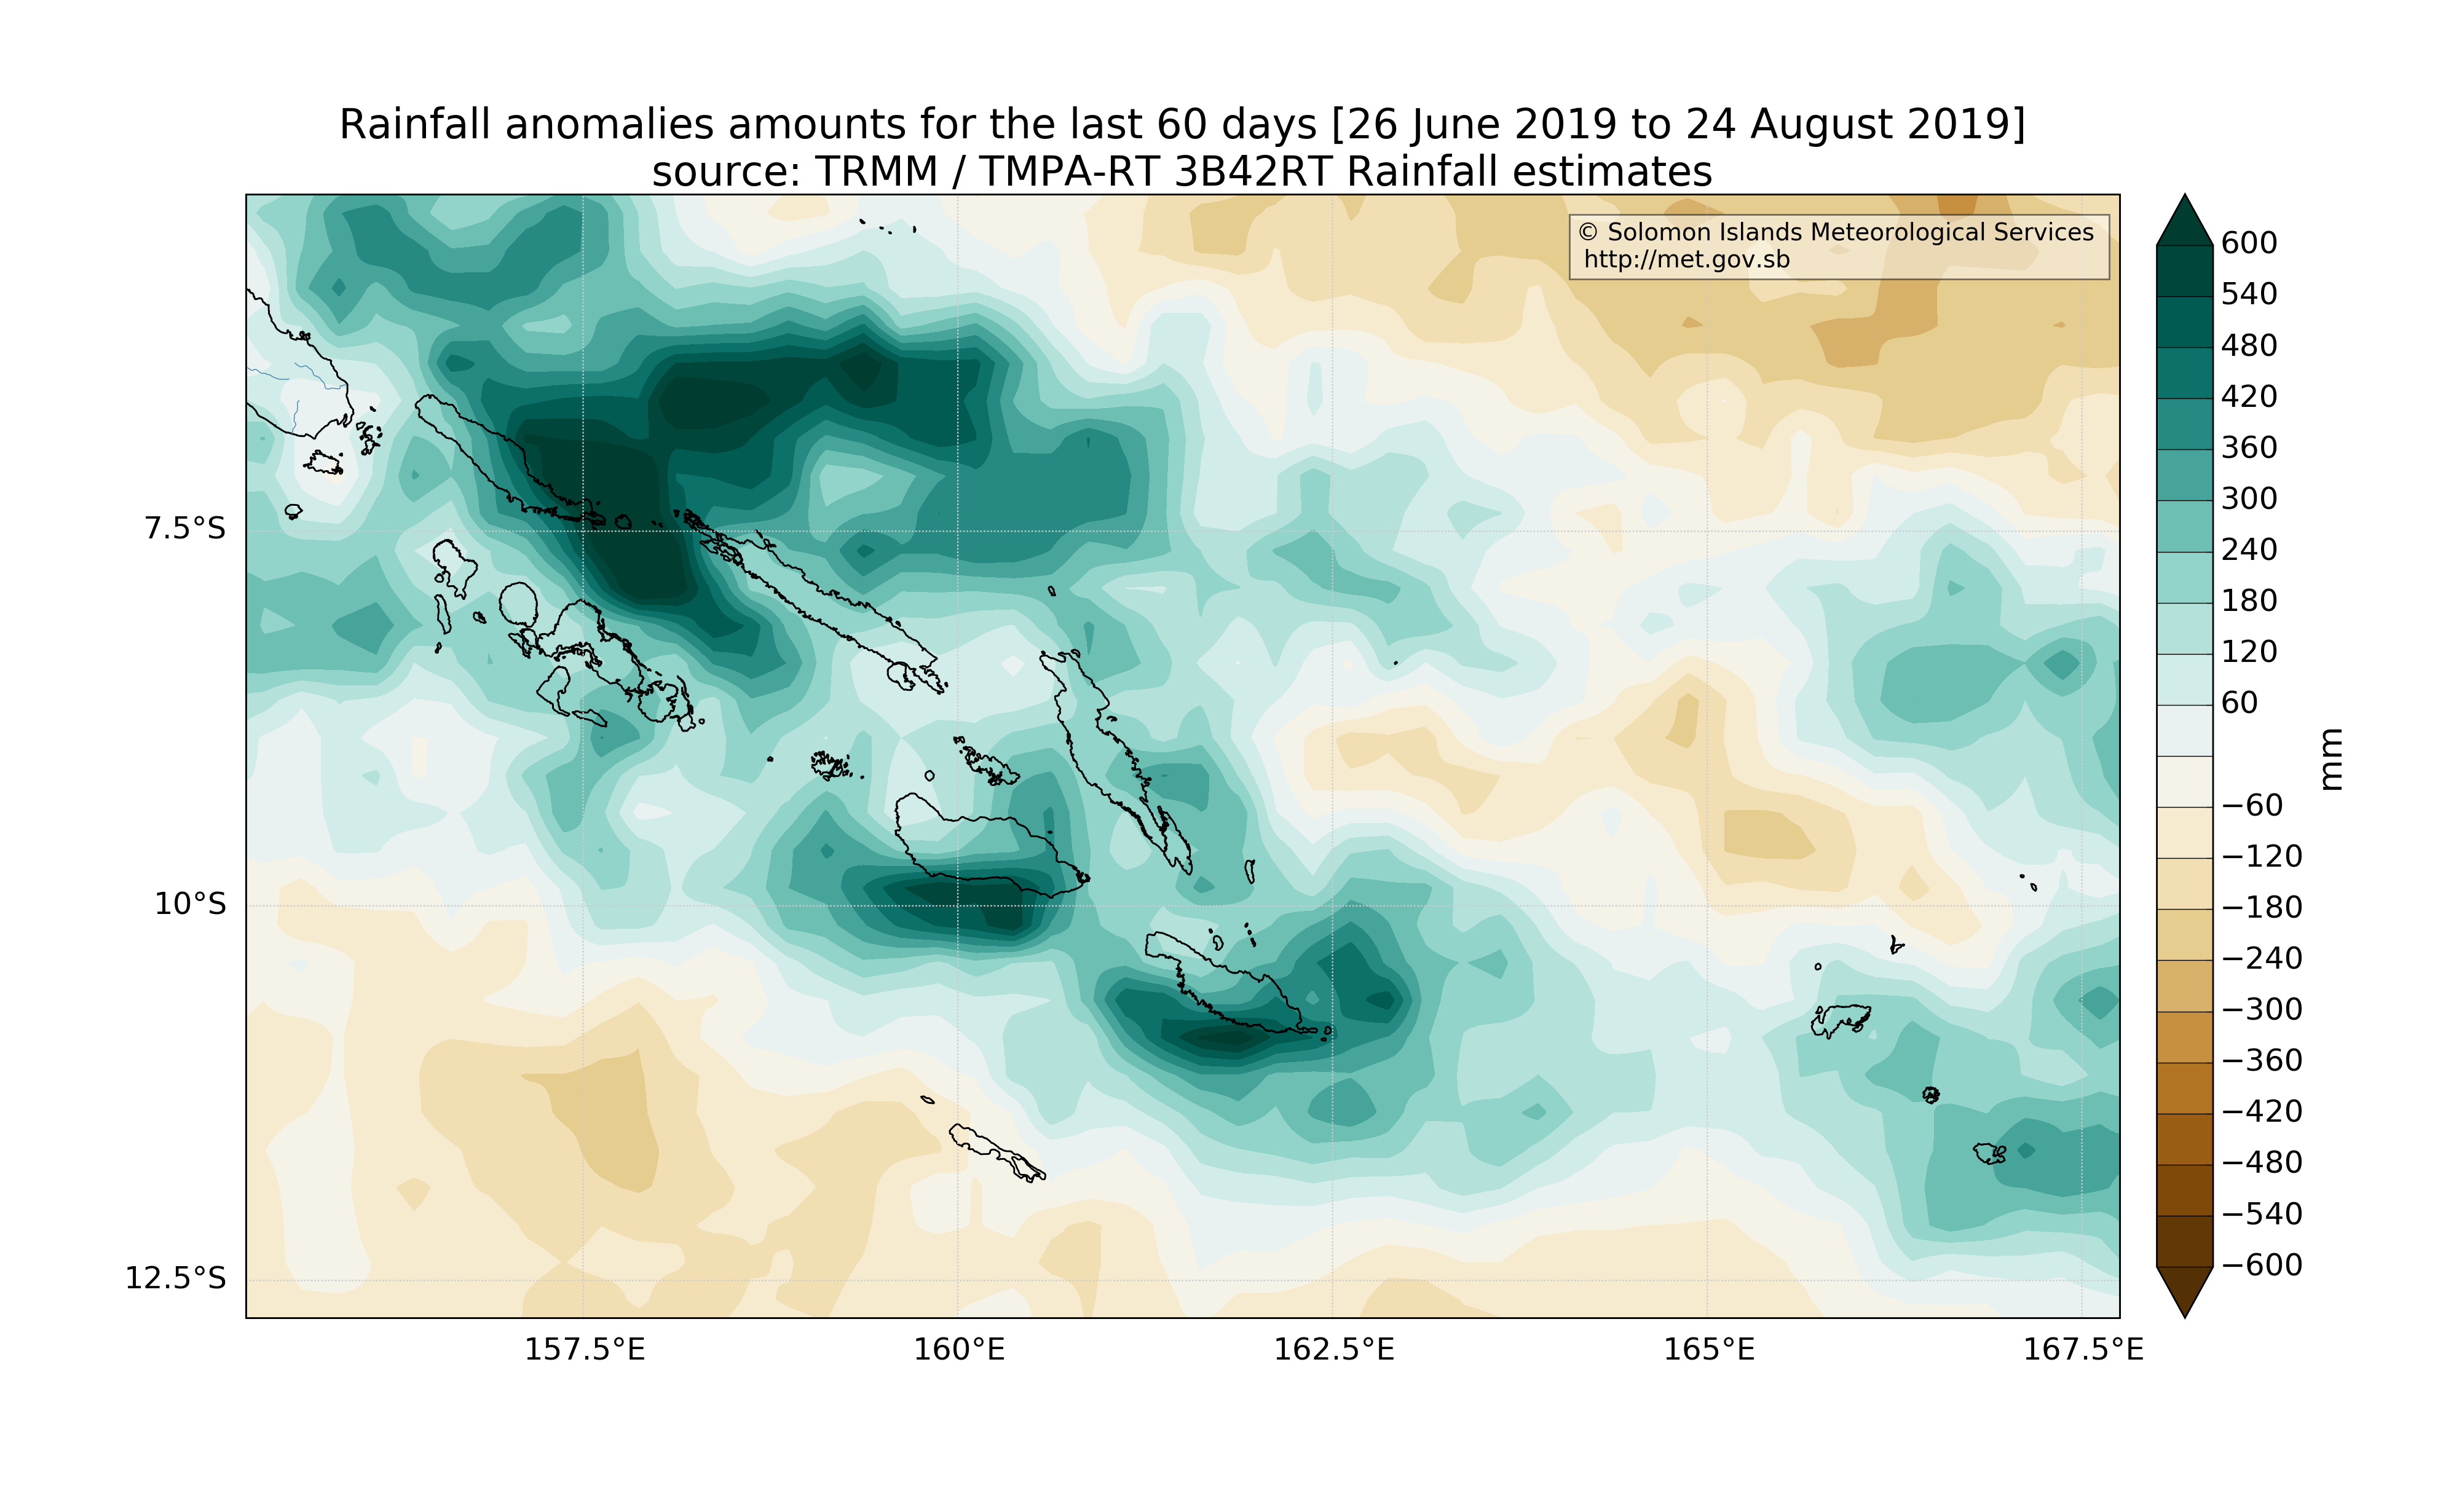 Rainfall anomalies amounts for the last 60 days [26 June 2019 to 24 August 2019]
source: TRMM / TMPA-RT 3B42RT Rainfall estimates
© Solomon Islands Meteorological Services
http://met.gov.sb
7.5°S
10°S
12.5°S
157.5°E
160°E
162.5°E
165°E
167.5°E
600
540
480
420
360
300
240
180
120
60
−60
−120
−180
−240
−300
−360
−420
−480
−540
−600
mm